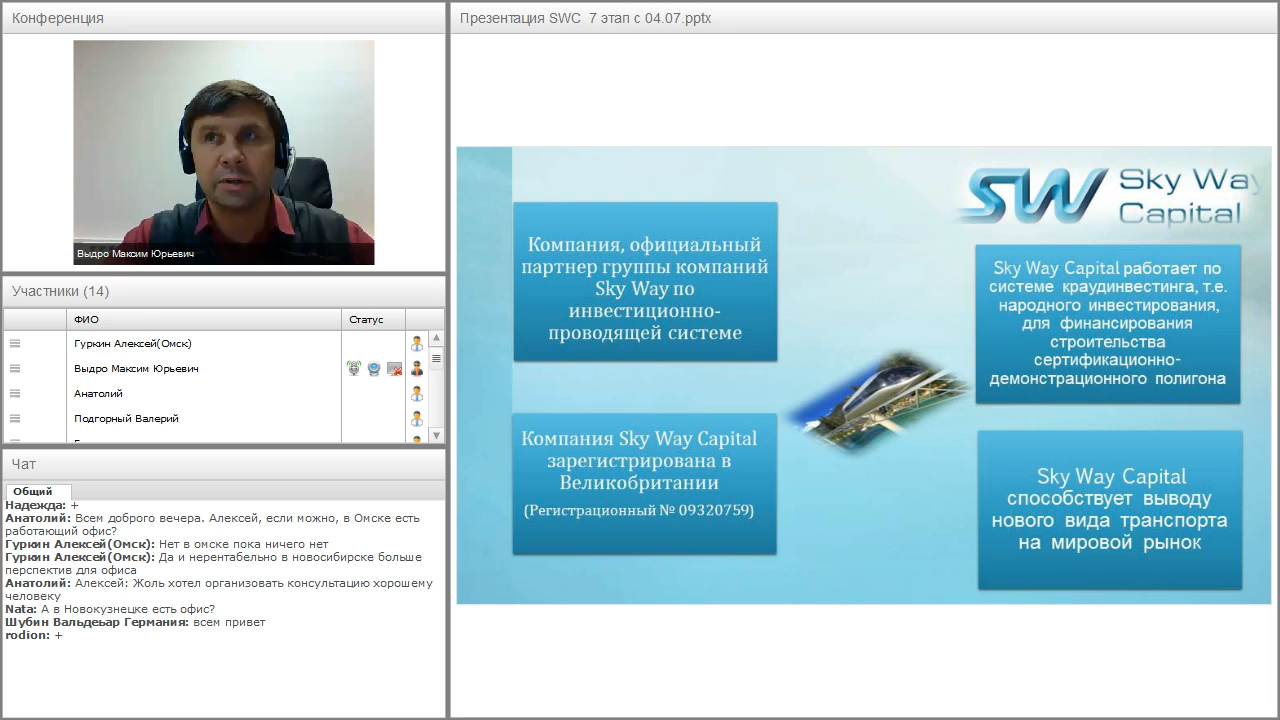 Конференция
Выдро Максим Юрьевич
Участники (14)
ФИО
Статус
Гуркин Алексей(Омск)
Выдро Максим Юрьевич
Анатолий
Подгорный Валерий
Чат
Общий
Надежда: +
Анатолий: Всем доброго вечера. Алексей, если можно, в Омске есть
работающий офис?
Гуркин Алексей(Омск): Нет в омске пока ничего нет
Гуркин Алексей(Омск): Да и нерентабельно в новосибирске больше
перспектив для офиса
Анатолий: Алексей: Жоль хотел организовать консультацию хорошему
человеку
Nata: А в Новокузнецке есть офис?
Шубин Вальдеьар Германия: всем привет
rodion: +
Презентация SWC 7 этап с 04.07.pptx
SW Sky Way
Capital
Компания, официальный
партнер группы компаний
Sky Way по
инвестиционно-
проводящей системе
Sky Way Capital работает по
системе краудинвестинга, т.е.
народного инвестирования,
для финансирования
строительства
сертификационно-
демонстрационного полигона
Компания Sky Way Capital
зарегистрирована в
Великобритании
(Регистрационный № 09320759)
Sky Way Capital
способствует выводу
нового вида транспорта
на мировой рынок